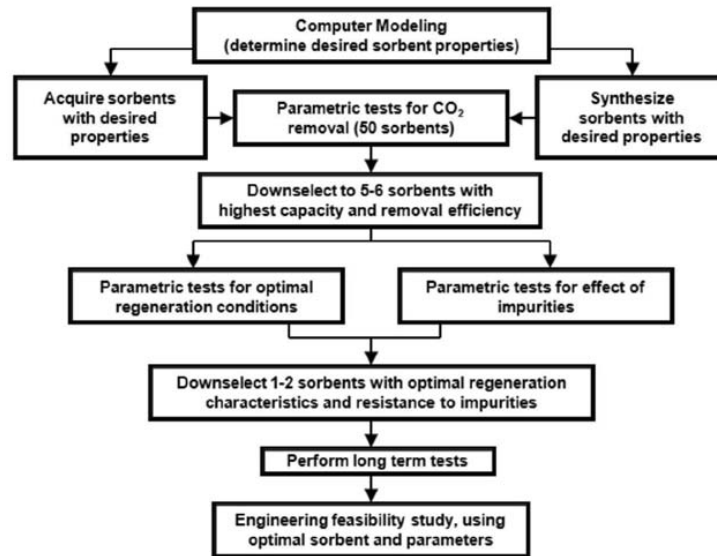 Computer Modeling
(determine desired sorbent properties)
Acquire sorbents
with desired
properties
Parametric tests for CO₂
removal (50 sorbents)
Synthesize
sorbents with
desired properties
Downselect to 5-6 sorbents with
highest capacity and removal efficiency
Parametric tests for optimal
regeneration conditions
Parametric tests for effect of
impurities
Downselect 1-2 sorbents with optimal regeneration
characteristics and resistance to impurities
Perform long term tests
Engineering feasibility study, using
optimal sorbent and parameters